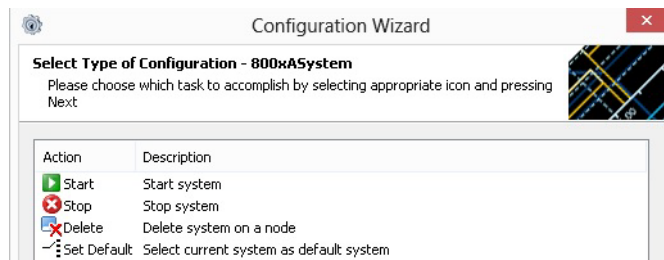 Configuration Wizard
Select Type of Configuration - 800xASystem
Please choose which task to accomplish by selecting appropriate icon and pressing
Next
Action Description
Start Start system
Stop Stop system
Delete Delete system on a node
Set Default Select current system as default system